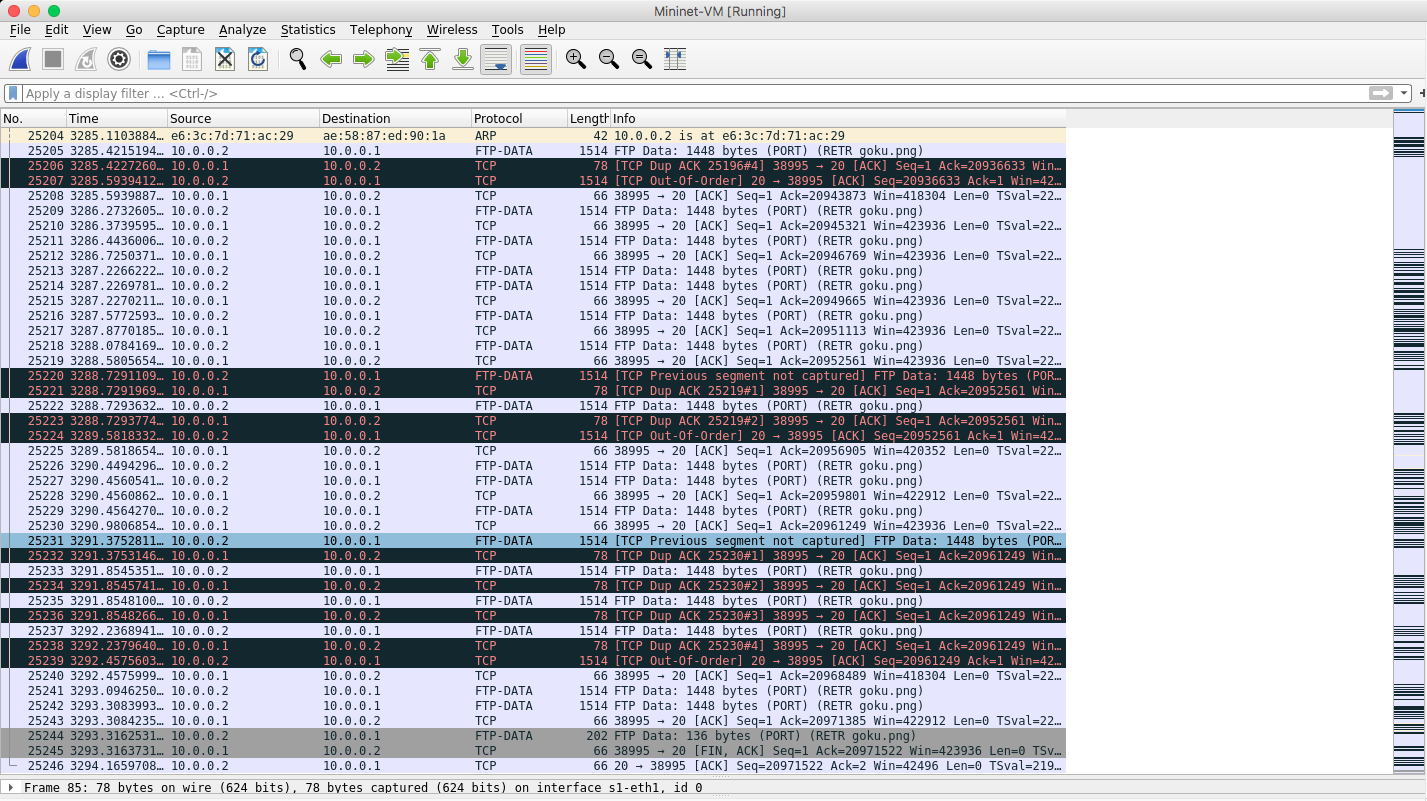 Mininet-VM [Running]
File Edit View Go Capture Analyze Statistics Telephony Wireless Tools Help
Apply a display filter … <Ctrl-/>
No. Time Source Destination Protocol Length Info
25204 3285.1103884… e6:3c:7d:71:ac:29 ae:58:87:ed:90:1a ARP 42 10.0.0.2 is at e6:3c:7d:71:ac:29
25205 3285.4215194… 10.0.0.2 10.0.0.1 FTP-DATA 1514 FTP Data: 1448 bytes (PORT) (RETR goku.png)
25206 3285.4227260… 10.0.0.1 10.0.0.2 TCP 78 [TCP Dup ACK 25196#4] 38995 → 20 [ACK] Seq=1 Ack=20936633 Win…
25207 3285.5939412… 10.0.0.2 10.0.0.1 TCP 1514 [TCP Out-Of-Order] 20 → 38995 [ACK] Seq=20936633 Ack=1 Win=42…
25208 3285.5939887… 10.0.0.1 10.0.0.2 TCP 66 38995 → 20 [ACK] Seq=1 Ack=20943873 Win=418304 Len=0 TSval=22…
25209 3286.2732605… 10.0.0.2 10.0.0.1 FTP-DATA 1514 FTP Data: 1448 bytes (PORT) (RETR goku.png)
25210 3286.3739595… 10.0.0.1 10.0.0.2 TCP 66 38995 → 20 [ACK] Seq=1 Ack=20945321 Win=423936 Len=0 TSval=22…
25211 3286.4436006… 10.0.0.2 10.0.0.1 FTP-DATA 1514 FTP Data: 1448 bytes (PORT) (RETR goku.png)
25212 3286.7250371… 10.0.0.1 10.0.0.2 TCP 66 38995 → 20 [ACK] Seq=1 Ack=20946769 Win=423936 Len=0 TSval=22…
25213 3287.2266222… 10.0.0.2 10.0.0.1 FTP-DATA 1514 FTP Data: 1448 bytes (PORT) (RETR goku.png)
25214 3287.2269781… 10.0.0.2 10.0.0.1 FTP-DATA 1514 FTP Data: 1448 bytes (PORT) (RETR goku.png)
25215 3287.2270211… 10.0.0.1 10.0.0.2 TCP 66 38995 → 20 [ACK] Seq=1 Ack=20949665 Win=423936 Len=0 TSval=22…
25216 3287.5772593… 10.0.0.2 10.0.0.1 FTP-DATA 1514 FTP Data: 1448 bytes (PORT) (RETR goku.png)
25217 3287.8770185… 10.0.0.1 10.0.0.2 TCP 66 38995 → 20 [ACK] Seq=1 Ack=20951113 Win=423936 Len=0 TSval=22…
25218 3288.0784169… 10.0.0.2 10.0.0.1 FTP-DATA 1514 FTP Data: 1448 bytes (PORT) (RETR goku.png)
25219 3288.5805654… 10.0.0.1 10.0.0.2 TCP 66 38995 → 20 [ACK] Seq=1 Ack=20952561 Win=423936 Len=0 TSval=22…
25220 3288.7291109… 10.0.0.2 10.0.0.1 FTP-DATA 1514 [TCP Previous segment not captured] FTP Data: 1448 bytes (POR…
25221 3288.7291969… 10.0.0.1 10.0.0.2 TCP 78 [TCP Dup ACK 25219#1] 38995 → 20 [ACK] Seq=1 Ack=20952561 Win…
25222 3288.7293632… 10.0.0.2 10.0.0.1 FTP-DATA 1514 FTP Data: 1448 bytes (PORT) (RETR goku.png)
25223 3288.7293774… 10.0.0.1 10.0.0.2 TCP 78 [TCP Dup ACK 25219#2] 38995 → 20 [ACK] Seq=1 Ack=20952561 Win…
25224 3289.5818332… 10.0.0.2 10.0.0.1 TCP 1514 [TCP Out-Of-Order] 20 → 38995 [ACK] Seq=20952561 Ack=1 Win=42…
25225 3289.5818654… 10.0.0.1 10.0.0.2 TCP 66 38995 → 20 [ACK] Seq=1 Ack=20956905 Win=420352 Len=0 TSval=22…
25226 3290.4494296… 10.0.0.2 10.0.0.1 FTP-DATA 1514 FTP Data: 1448 bytes (PORT) (RETR goku.png)
25227 3290.4560541… 10.0.0.2 10.0.0.1 FTP-DATA 1514 FTP Data: 1448 bytes (PORT) (RETR goku.png)
25228 3290.4560862… 10.0.0.1 10.0.0.2 TCP 66 38995 → 20 [ACK] Seq=1 Ack=20959801 Win=422912 Len=0 TSval=22…
25229 3290.4564270… 10.0.0.2 10.0.0.1 FTP-DATA 1514 FTP Data: 1448 bytes (PORT) (RETR goku.png)
25230 3290.9806854… 10.0.0.1 10.0.0.2 TCP 66 38995 → 20 [ACK] Seq=1 Ack=20961249 Win=423936 Len=0 TSval=22…
25231 3291.3752811… 10.0.0.2 10.0.0.1 FTP-DATA 1514 [TCP Previous segment not captured] FTP Data: 1448 bytes (POR…
25232 3291.3753146… 10.0.0.1 10.0.0.2 TCP 78 [TCP Dup ACK 25230#1] 38995 → 20 [ACK] Seq=1 Ack=20961249 Win…
25233 3291.8545351… 10.0.0.2 10.0.0.1 FTP-DATA 1514 FTP Data: 1448 bytes (PORT) (RETR goku.png)
25234 3291.8545741… 10.0.0.1 10.0.0.2 TCP 78 [TCP Dup ACK 25230#2] 38995 → 20 [ACK] Seq=1 Ack=20961249 Win…
25235 3291.8548100… 10.0.0.2 10.0.0.1 FTP-DATA 1514 FTP Data: 1448 bytes (PORT) (RETR goku.png)
25236 3291.8548266… 10.0.0.1 10.0.0.2 TCP 78 [TCP Dup ACK 25230#3] 38995 → 20 [ACK] Seq=1 Ack=20961249 Win…
25237 3292.2368941… 10.0.0.2 10.0.0.1 FTP-DATA 1514 FTP Data: 1448 bytes (PORT) (RETR goku.png)
25238 3292.2379640… 10.0.0.1 10.0.0.2 TCP 78 [TCP Dup ACK 25230#4] 38995 → 20 [ACK] Seq=1 Ack=20961249 Win…
25239 3292.4575603… 10.0.0.2 10.0.0.1 TCP 1514 [TCP Out-Of-Order] 20 → 38995 [ACK] Seq=20961249 Ack=1 Win=42…
25240 3292.4575999… 10.0.0.1 10.0.0.2 TCP 66 38995 → 20 [ACK] Seq=1 Ack=20968489 Win=418304 Len=0 TSval=22…
25241 3293.0946250… 10.0.0.2 10.0.0.1 FTP-DATA 1514 FTP Data: 1448 bytes (PORT) (RETR goku.png)
25242 3293.3083993… 10.0.0.2 10.0.0.1 FTP-DATA 1514 FTP Data: 1448 bytes (PORT) (RETR goku.png)
25243 3293.3084235… 10.0.0.1 10.0.0.2 TCP 66 38995 → 20 [ACK] Seq=1 Ack=20971385 Win=422912 Len=0 TSval=22…
25244 3293.3162531… 10.0.0.2 10.0.0.1 FTP-DATA 202 FTP Data: 136 bytes (PORT) (RETR goku.png)
25245 3293.3163731… 10.0.0.1 10.0.0.2 TCP 66 38995 → 20 [FIN, ACK] Seq=1 Ack=20971522 Win=423936 Len=0 TSv…
25246 3294.1659708… 10.0.0.2 10.0.0.1 TCP 66 20 → 38995 [ACK] Seq=20971522 Ack=2 Win=42496 Len=0 TSval=219…
Frame 85: 78 bytes on wire (624 bits), 78 bytes captured (624 bits) on interface s1-eth1, id 0